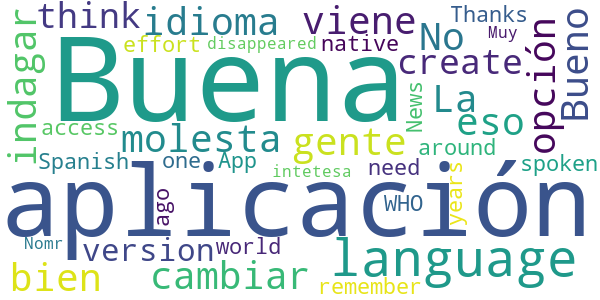 think idioma viene Thanks
effort disappeared native Muy
Buena No create opción Bueno
indagar La News eso
access molesta gente around
Spanish one App need spoken
intetesa
aplicación
ago WHO years
Nomr version world language
bien cambiar remember